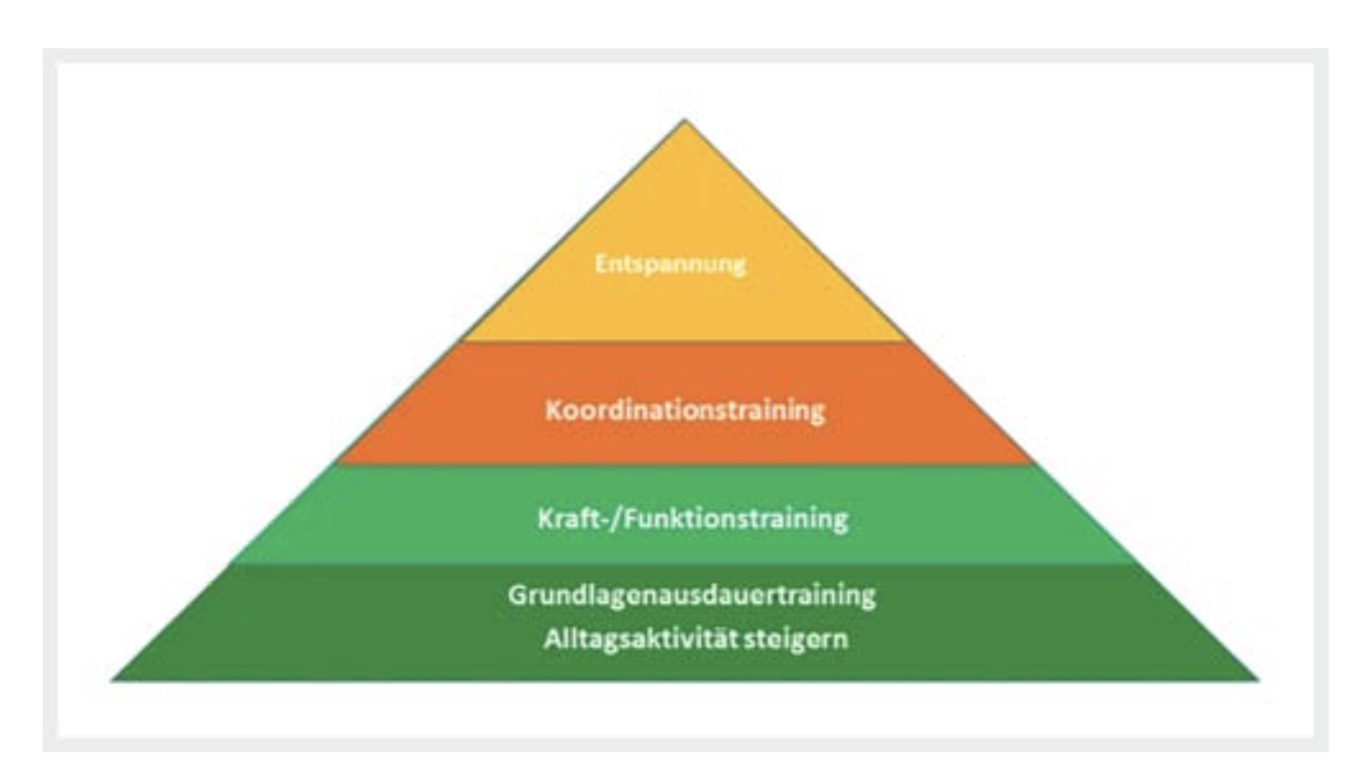 Entspannung
Koordinationstraining
Kraft-/Funktionstraining
Grundlagenausdauertraining
Alltagsaktivität steigern